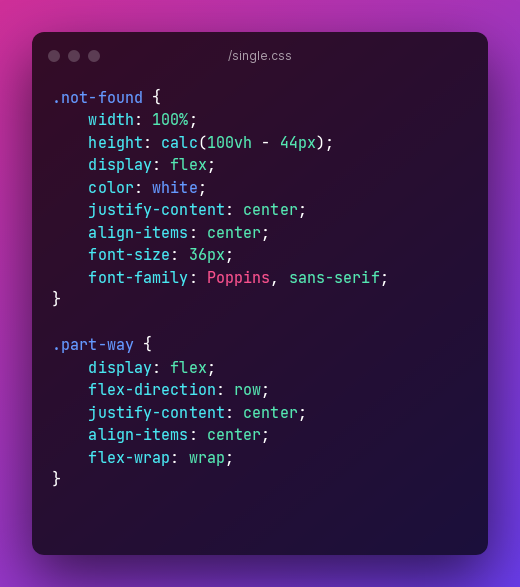 /single.css
.not-found {
    width: 100%;
    height: calc(100vh - 44px);
    display: flex;
    color: white;
    justify-content: center;
    align-items: center;
    font-size: 36px;
    font-family: Poppins, sans-serif;
}

.part-way {
    display: flex;
    flex-direction: row;
    justify-content: center;
    align-items: center;
    flex-wrap: wrap;
}